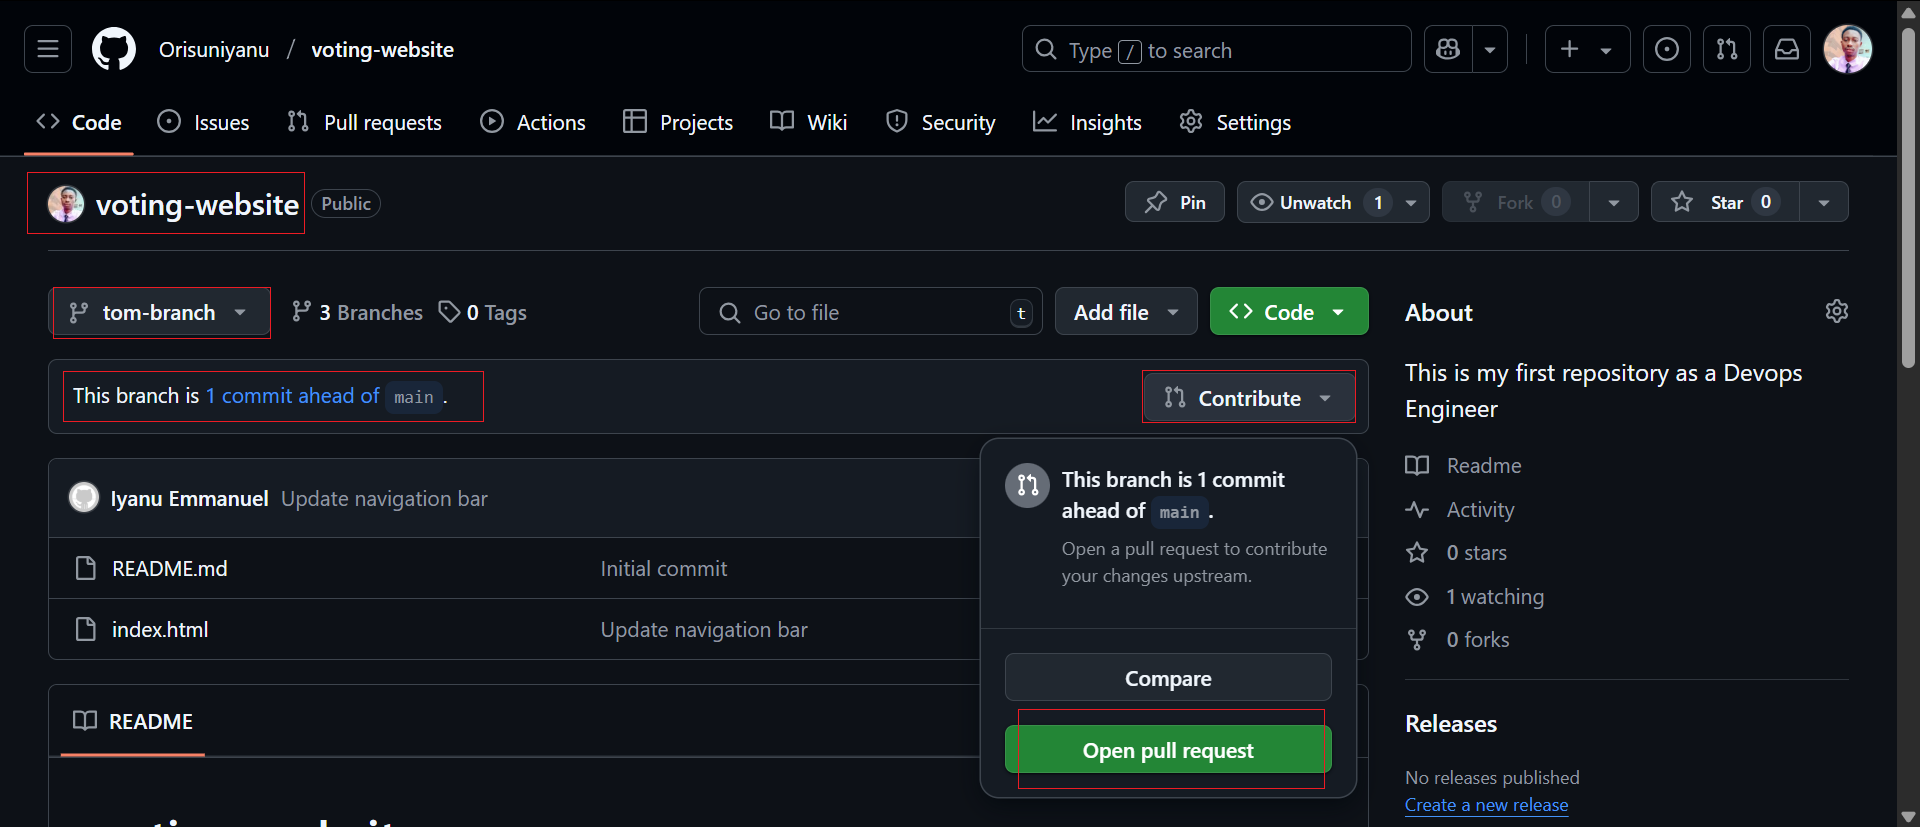 Orisuniyanu / voting-website
Type / to search
Code
Issues
Pull requests
Actions
Projects
Wiki
Security
Insights
Settings
voting-website
Public
Pin
Unwatch 1
Fork 0
Star 0
tom-branch
3 Branches
0 Tags
Go to file
t
Add file
Code
This branch is 1 commit ahead of main .
Contribute
This branch is 1 commit
ahead of main .
Open a pull request to contribute
your changes upstream.
Compare
Open pull request
Iyanu Emmanuel Update navigation bar
README.md Initial commit
index.html Update navigation bar
README
About
This is my first repository as a Devops
Engineer
Readme
Activity
0 stars
1 watching
0 forks
Releases
No releases published
Create a new release